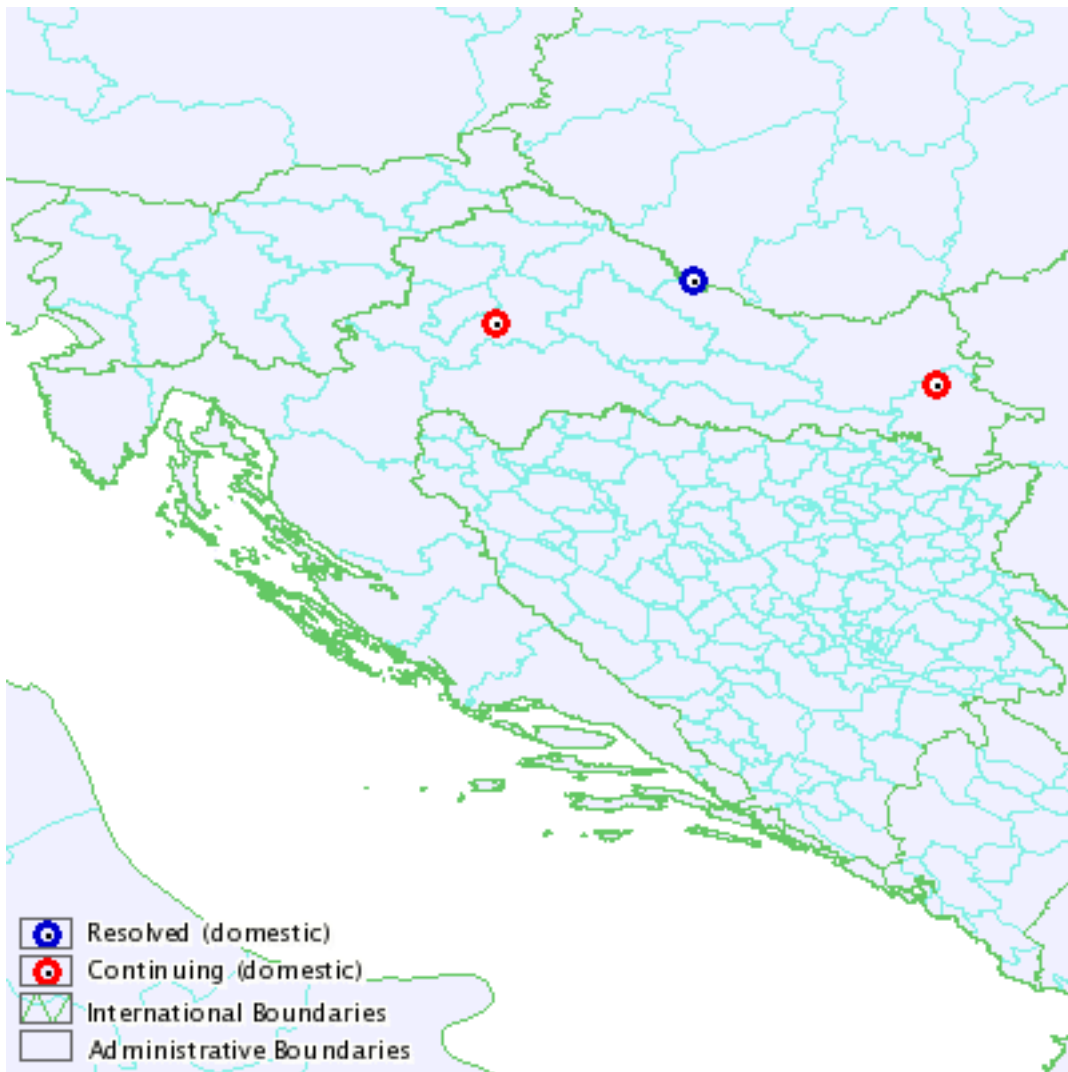 Resolved (domestic)
Continuing (domestic)
International Boundaries
Administrative Boundaries